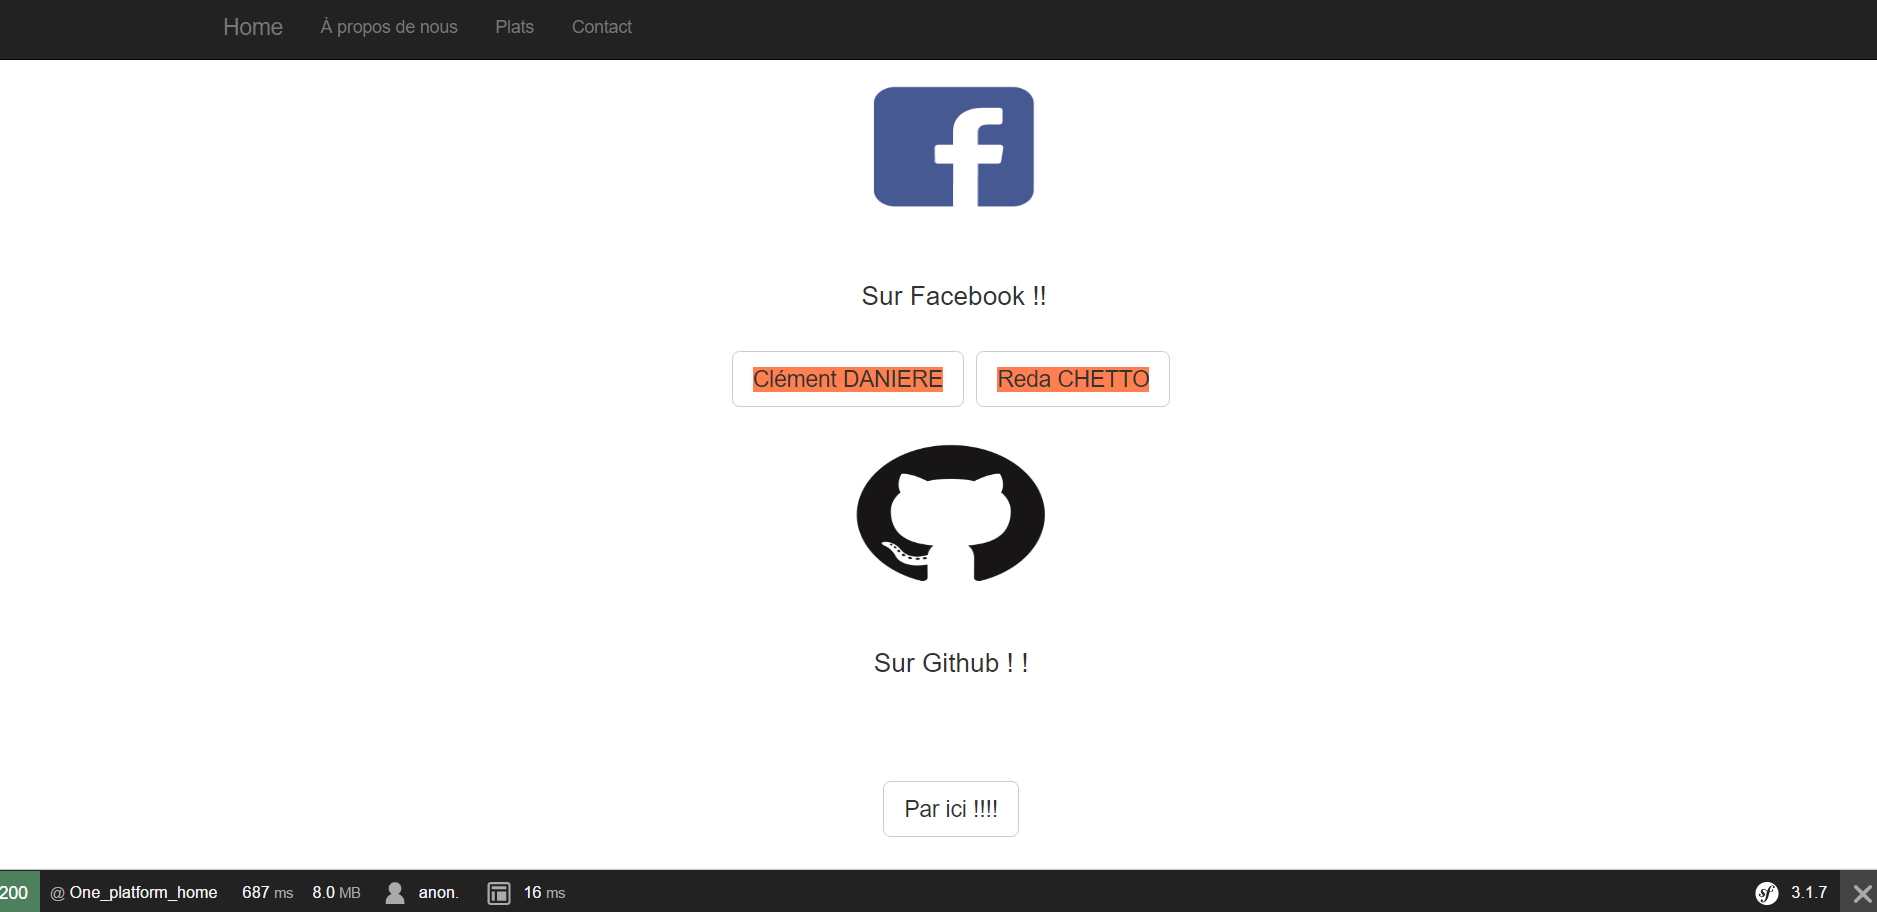 Home À propos de nous Plats Contact
Sur Facebook !!
Clément DANIERE Reda CHETTO
Sur Github ! !
Par ici !!!!
200 @ One_platform_home 687 ms 8.0 MB anon. 16 ms sf 3.1.7